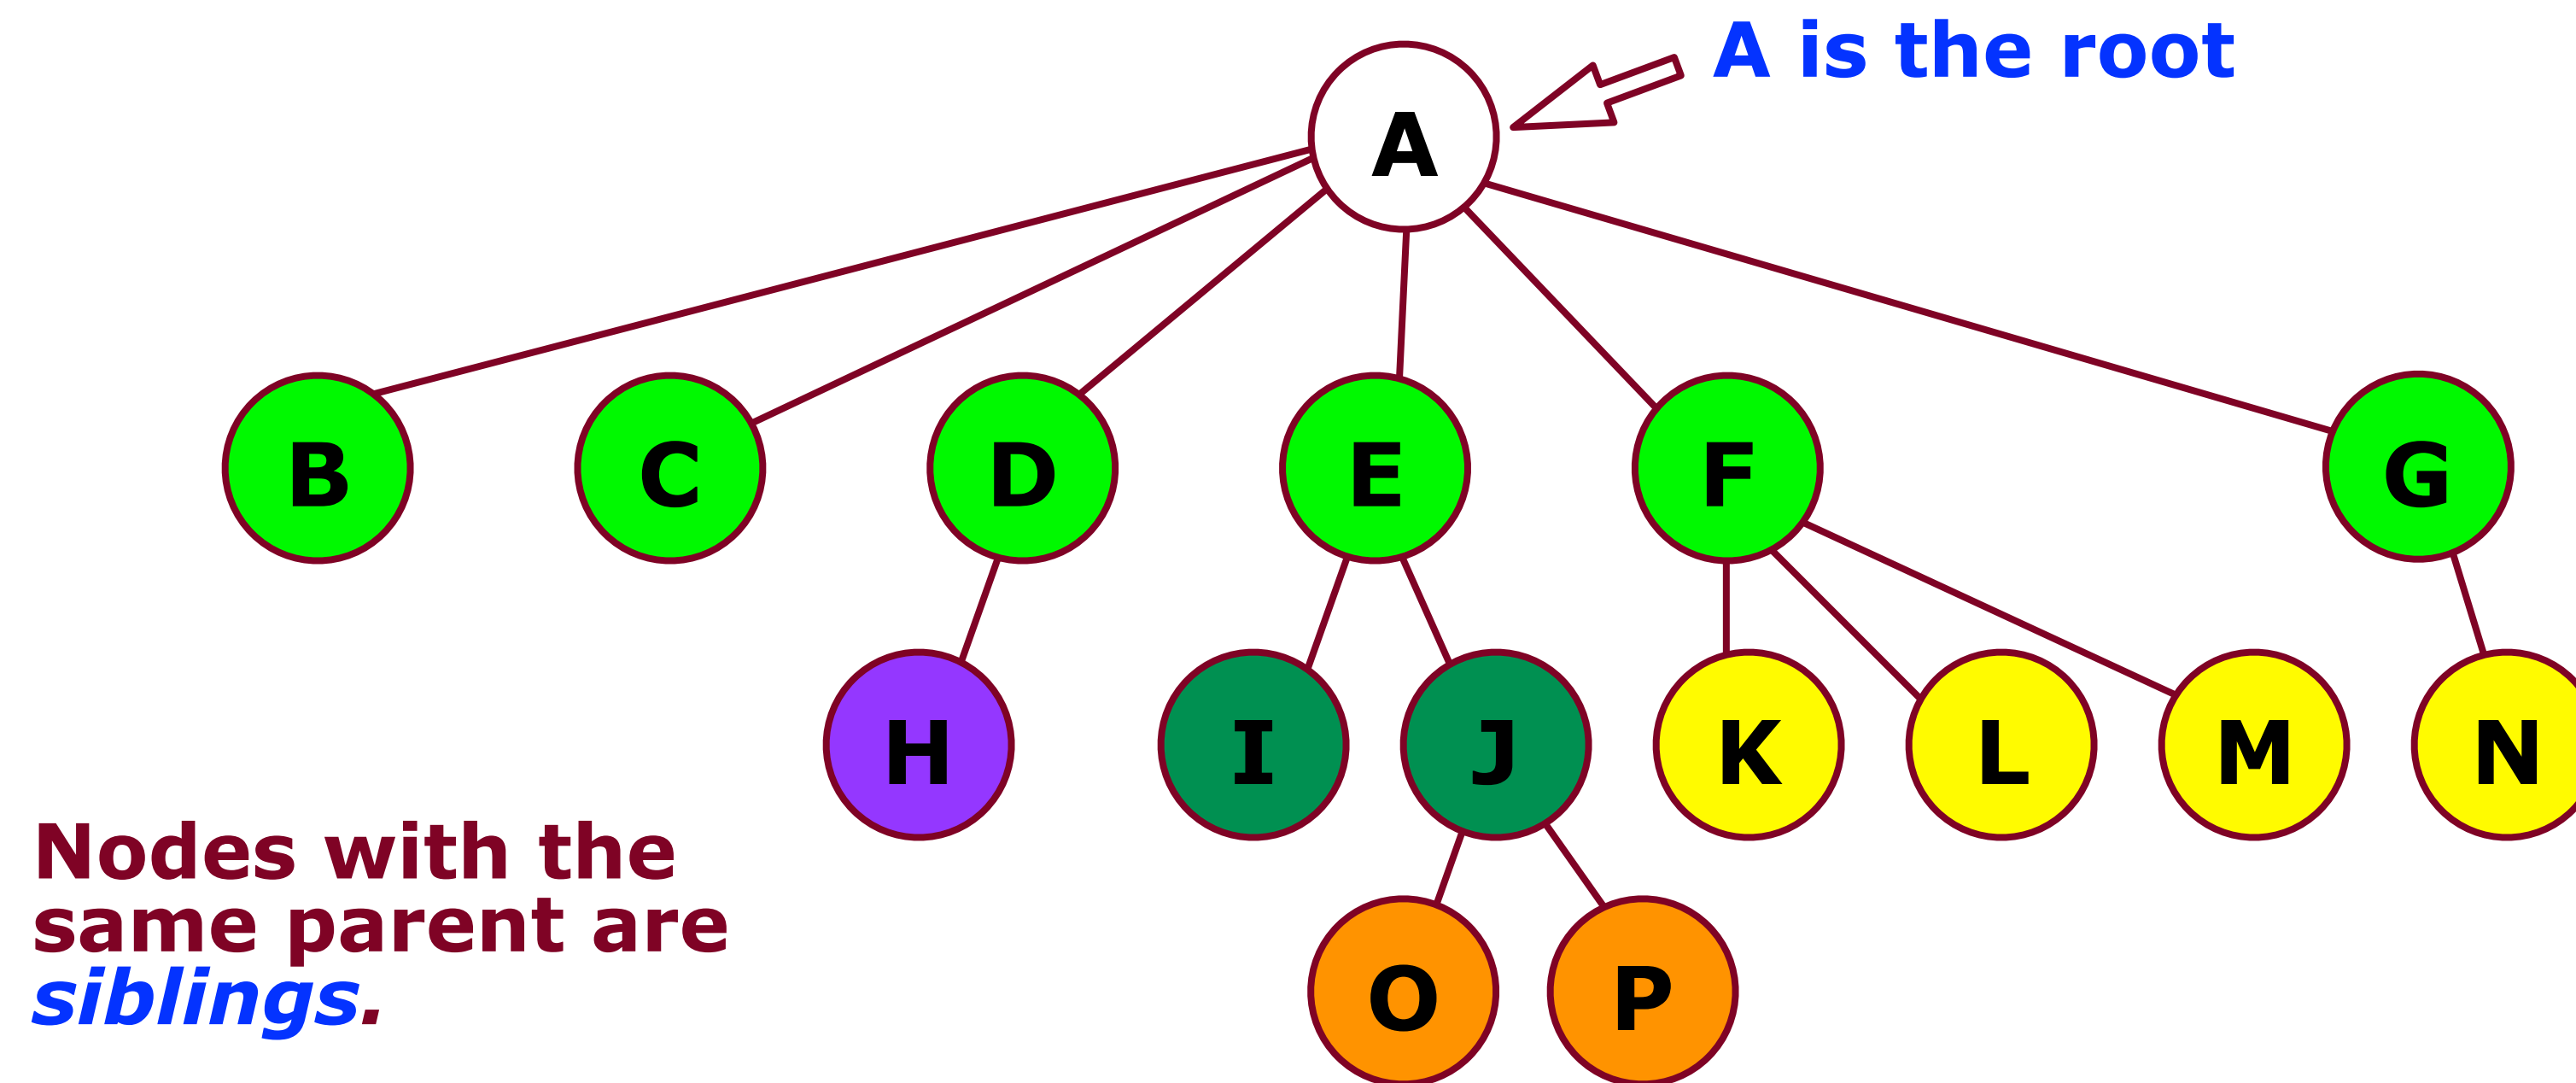 A is the root
A
B C D E F G
H I J K L M N
Nodes with the
same parent are
siblings.
O P